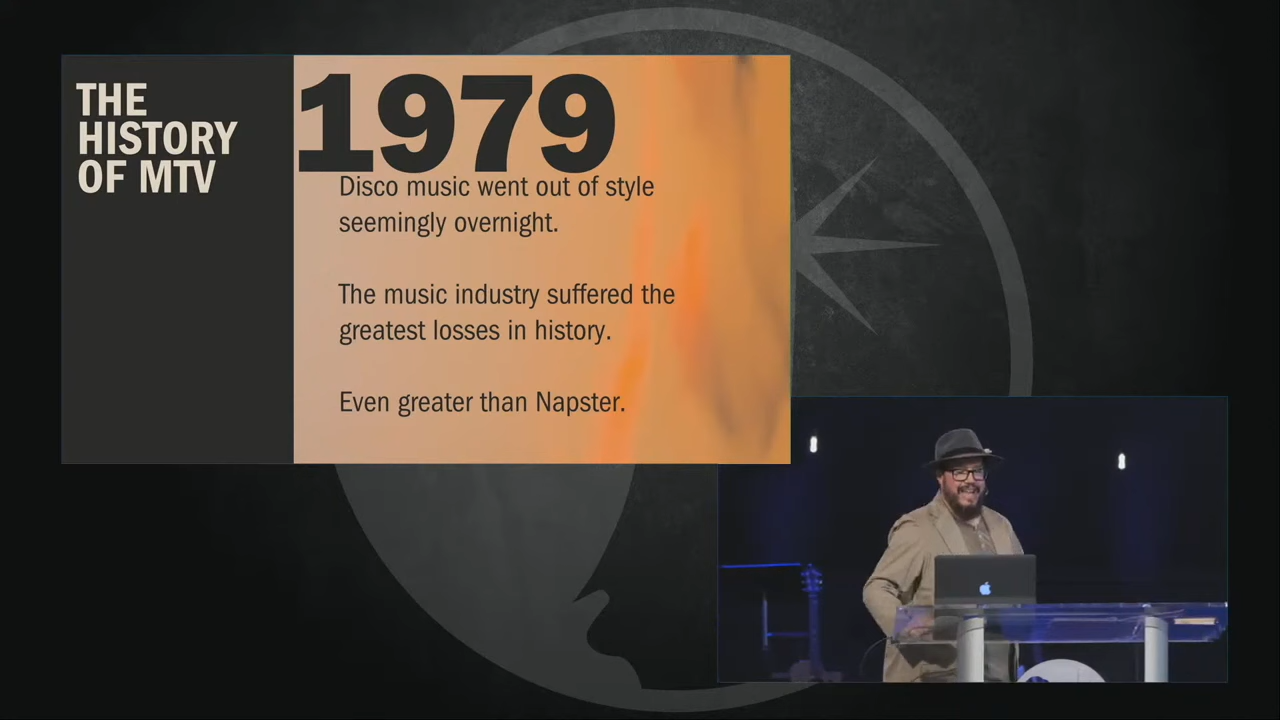 THE
HISTORY
OF MTV
1979
Disco music went out of style
seemingly overnight.
The music industry suffered the
greatest losses in history.
Even greater than Napster.